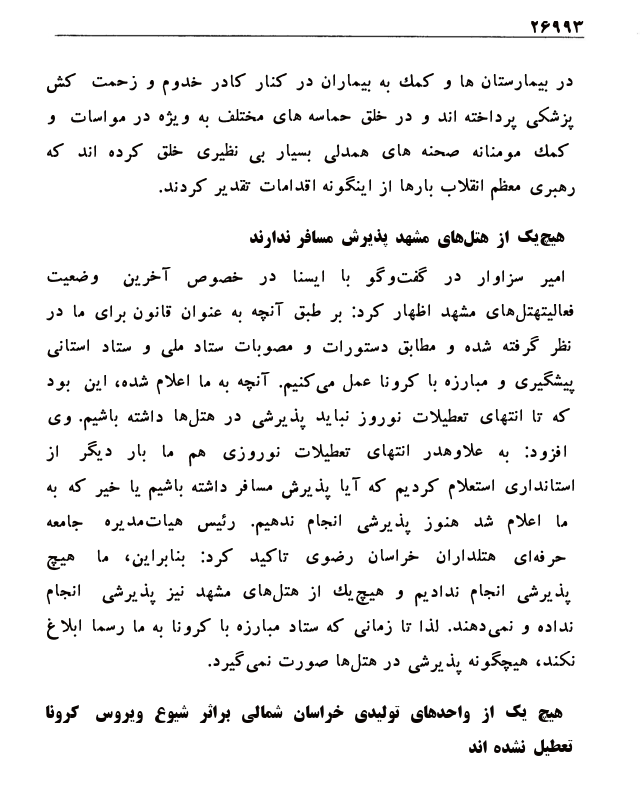 ۲۶۹۹۳
در بیمارستان ها و کمك به بیماران در کنار کادر خدوم و زحمت کش
پزشکی پرداخته اند و در خلق حماسه های مختلف به ویژه در مواسات و
کمك مومنانه صحنه های همدلی بسیار بی نظیری خلق کرده اند که
رهبری معظم انقلاب بارها از اینگونه اقدامات تقدیر کردند.
هیچ‌یک از هتل‌های مشهد پذیرش مسافر ندارند
امیر سزاوار در گفت‌وگو با ایسنا در خصوص آخرین وضعیت
فعالیتهتل‌های مشهد اظهار کرد: بر طبق آنچه به عنوان قانون برای ما در
نظر گرفته شده و مطابق دستورات و مصوبات ستاد ملی و ستاد استانی
پیشگیری و مبارزه با کرونا عمل می‌کنیم. آنچه به ما اعلام شده، این بود
که تا انتهای تعطیلات نوروز نباید پذیرشی در هتل‌ها داشته باشیم. وی
افزود: به علاوهدر انتهای تعطیلات نوروزی هم ما بار دیگر از
استانداری استعلام کردیم که آیا پذیرش مسافر داشته باشیم یا خیر که به
ما اعلام شد هنوز پذیرشی انجام ندهیم. رئیس هیات‌مدیره جامعه
حرفه‌ای هتلداران خراسان رضوی تاکید کرد: بنابراین، ما هیچ
پذیرشی انجام ندادیم و هیچ‌یك از هتل‌های مشهد نیز پذیرشی انجام
نداده و نمی‌دهند. لذا تا زمانی که ستاد مبارزه با کرونا به ما رسما ابلاغ
نکند، هیچگونه پذیرشی در هتل‌ها صورت نمی‌گیرد.
هیچ یک از واحدهای تولیدی خراسان شمالی براثر شیوع ویروس کرونا
تعطیل نشده اند